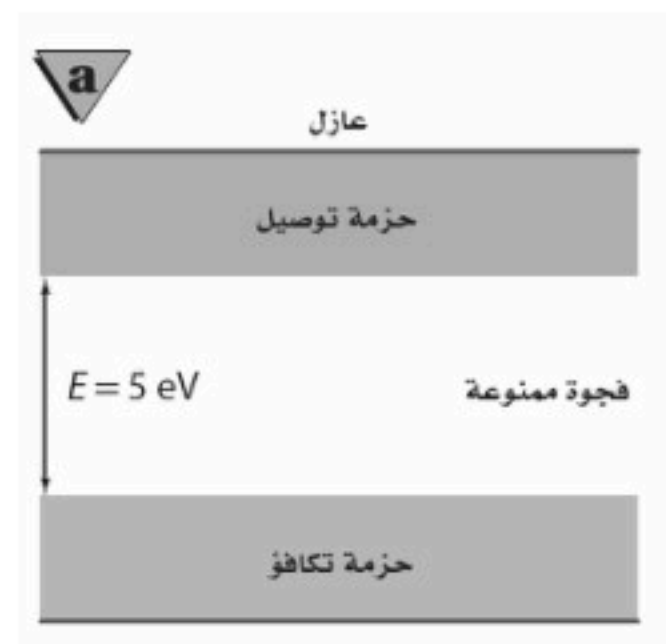 a
عازل
حزمة توصيل
E = 5 eV
فجوة ممنوعة
حزمة تكافؤ